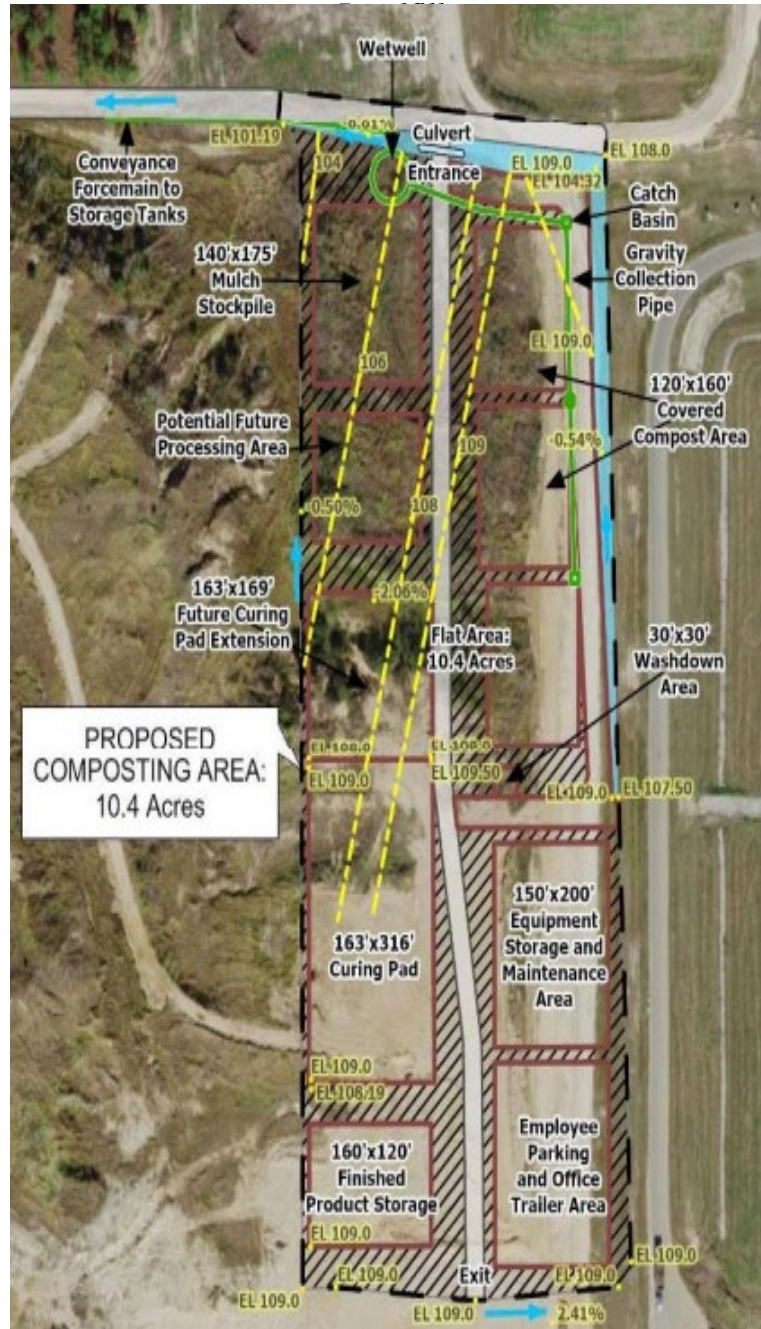 Wetwell
-0.01%
EL 101.19
Culvert
EL 108.0
Entrance
EL 109.0
EL 104.32
104
Conveyance
Forcemain to
Storage Tanks
Catch
Basin
140'x175'
Mulch
Stockpile
Gravity
Collection
Pipe
EL 109.0
106
120'x160'
Covered
Compost Area
Potential Future
Processing Area
109
-0.54%
-0.50%
108
163'x169'
Future Curing
Pad Extension
-2.06%
Flat Area:
10.4 Acres
30'x30'
Washdown
Area
PROPOSED
COMPOSTING AREA:
10.4 Acres
EL 109.0
EL 109.50
EL 109.0
EL 107.50
163'x316'
Curing Pad
150'x200'
Equipment
Storage and
Maintenance
Area
EL 109.0
EL 108.19
160'x120'
Finished
Product Storage
Employee
Parking
and Office
Trailer Area
EL 109.0
EL 109.0
EL 109.0
EL 109.0
Exit
EL 109.0
EL 109.0
2.41%